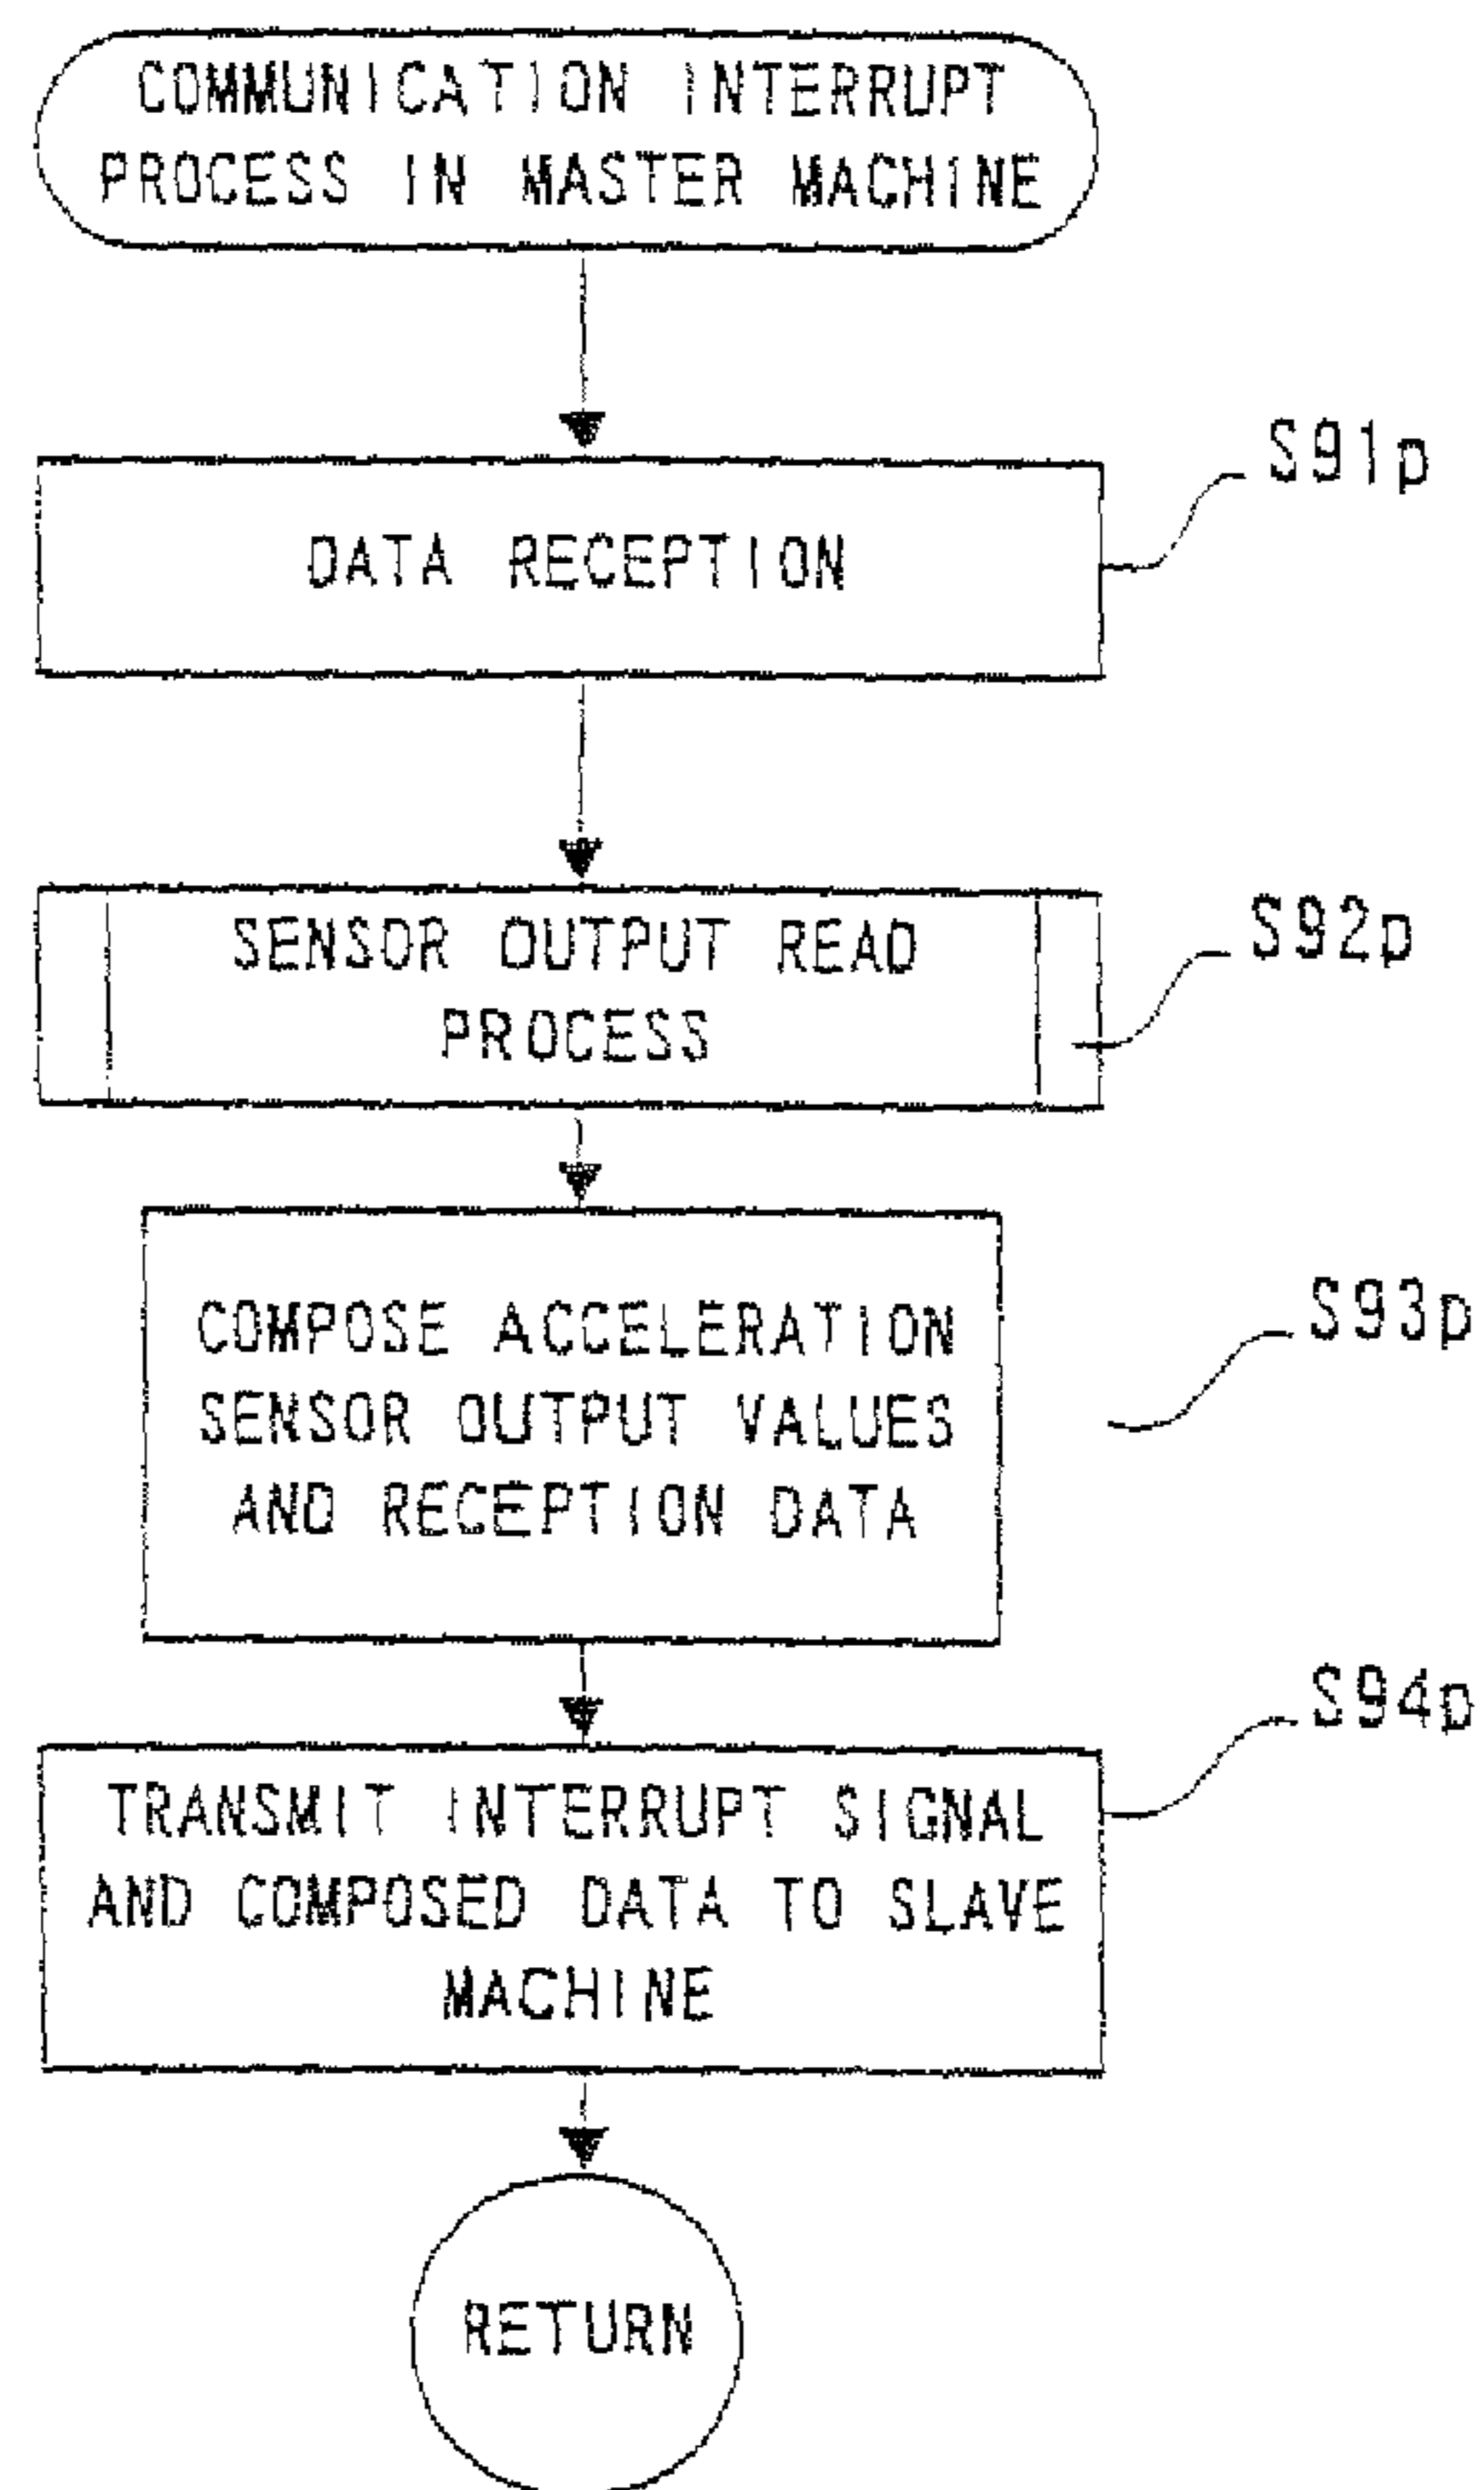 COMMUNICATION INTERRUPT
PROCESS IN MASTER MACHINE
S91p
DATA RECEPTION
S92p
SENSOR OUTPUT READ
PROCESS
S93p
COMPOSE ACCELERATION
SENSOR OUTPUT VALUES
AND RECEPTION DATA
S94p
TRANSMIT INTERRUPT SIGNAL
AND COMPOSED DATA TO SLAVE
MACHINE
RETURN